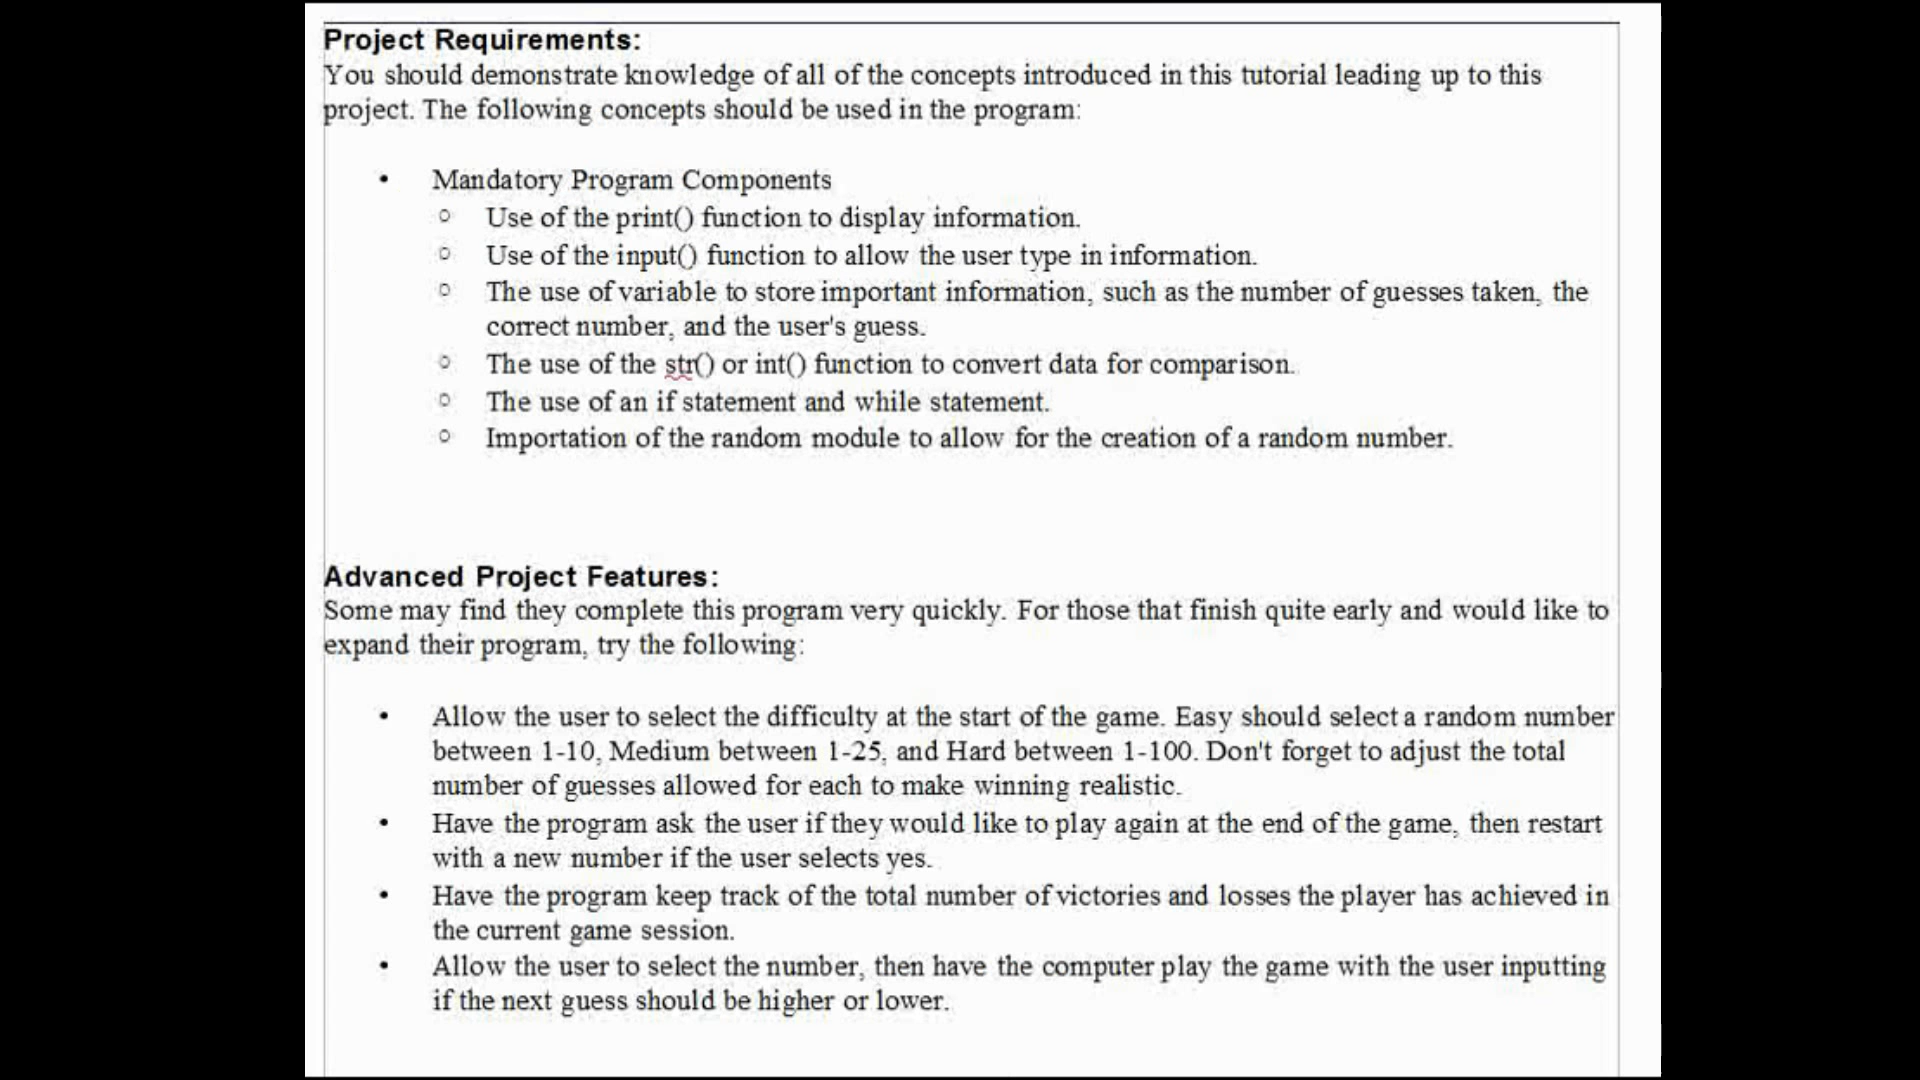 Project Requirements:
You should demonstrate knowledge of all of the concepts introduced in this tutorial leading up to this
project. The following concepts should be used in the program:
• Mandatory Program Components
○ Use of the print() function to display information.
○ Use of the input() function to allow the user type in information.
○ The use of variable to store important information, such as the number of guesses taken, the
correct number, and the user's guess.
○ The use of the str() or int() function to convert data for comparison.
○ The use of an if statement and while statement.
○ Importation of the random module to allow for the creation of a random number.
Advanced Project Features:
Some may find they complete this program very quickly. For those that finish quite early and would like to
expand their program, try the following:
• Allow the user to select the difficulty at the start of the game. Easy should select a random number
between 1-10, Medium between 1-25, and Hard between 1-100. Don't forget to adjust the total
number of guesses allowed for each to make winning realistic.
• Have the program ask the user if they would like to play again at the end of the game, then restart
with a new number if the user selects yes.
• Have the program keep track of the total number of victories and losses the player has achieved in
the current game session.
• Allow the user to select the number, then have the computer play the game with the user inputting
if the next guess should be higher or lower.